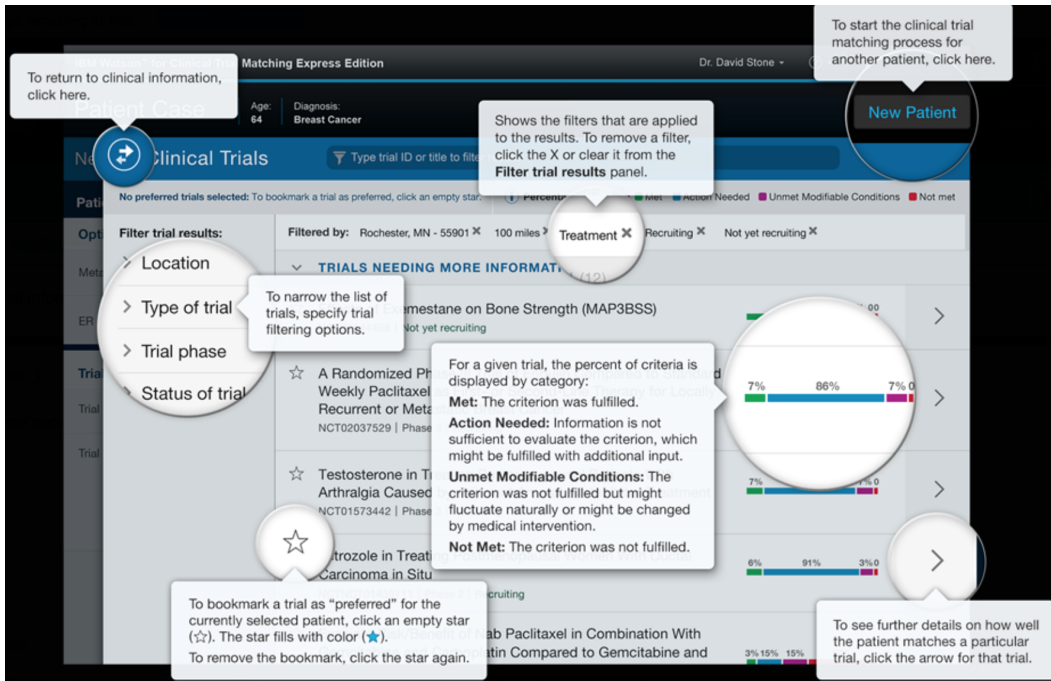 To start the clinical trial
matching process for
another patient, click here.
Matching Express Edition
Dr. David Stone
To return to clinical information,
click here.
Patient Case
Age:
64
Diagnosis:
Breast Cancer
New Patient
Shows the filters that are applied
to the results. To remove a filter,
click the X or clear it from the
Filter trial results panel.
Clinical Trials
Type trial ID or title to filter
No preferred trials selected: To bookmark a trial as preferred, click an empty star.
Met Action Needed Unmet Modifiable Conditions Not met
Filter trial results:
Filtered by: Rochester, MN - 55901 100 miles Treatment Recruiting Not yet recruiting
Location
Type of trial
Trial phase
Status of trial
TRIALS NEEDING MORE (12)
To narrow the list of
trials, specify trial
filtering options.
Exemestane on Bone Strength (MAP3BSS)
Not yet recruiting
ER
For a given trial, the percent of criteria is
displayed by category:
Met: The criterion was fulfilled.
Action Needed: Information is not
sufficient to evaluate the criterion, which
might be fulfilled with additional input.
Unmet Modifiable Conditions: The
criterion was not fulfilled but might
fluctuate naturally or might be changed
by medical intervention.
Not Met: The criterion was not fulfilled.
A Randomized
Weekly Paclitaxel
Recurrent or
NCT02037529 | Phase
7% 86% 7% 0
Trial
Trial
Testosterone in
Arthralgia Caused
NCT01573442 | Phase
7%
in Treating
Carcinoma in Situ
6% 91% 3% 0
To bookmark a trial as “preferred” for the
currently selected patient, click an empty star
(☆). The star fills with color (★).
To remove the bookmark, click the star again.
Paclitaxel in Combination With
Compared to Gemcitabine and
3% 15% 15%
To see further details on how well
the patient matches a particular
trial, click the arrow for that trial.